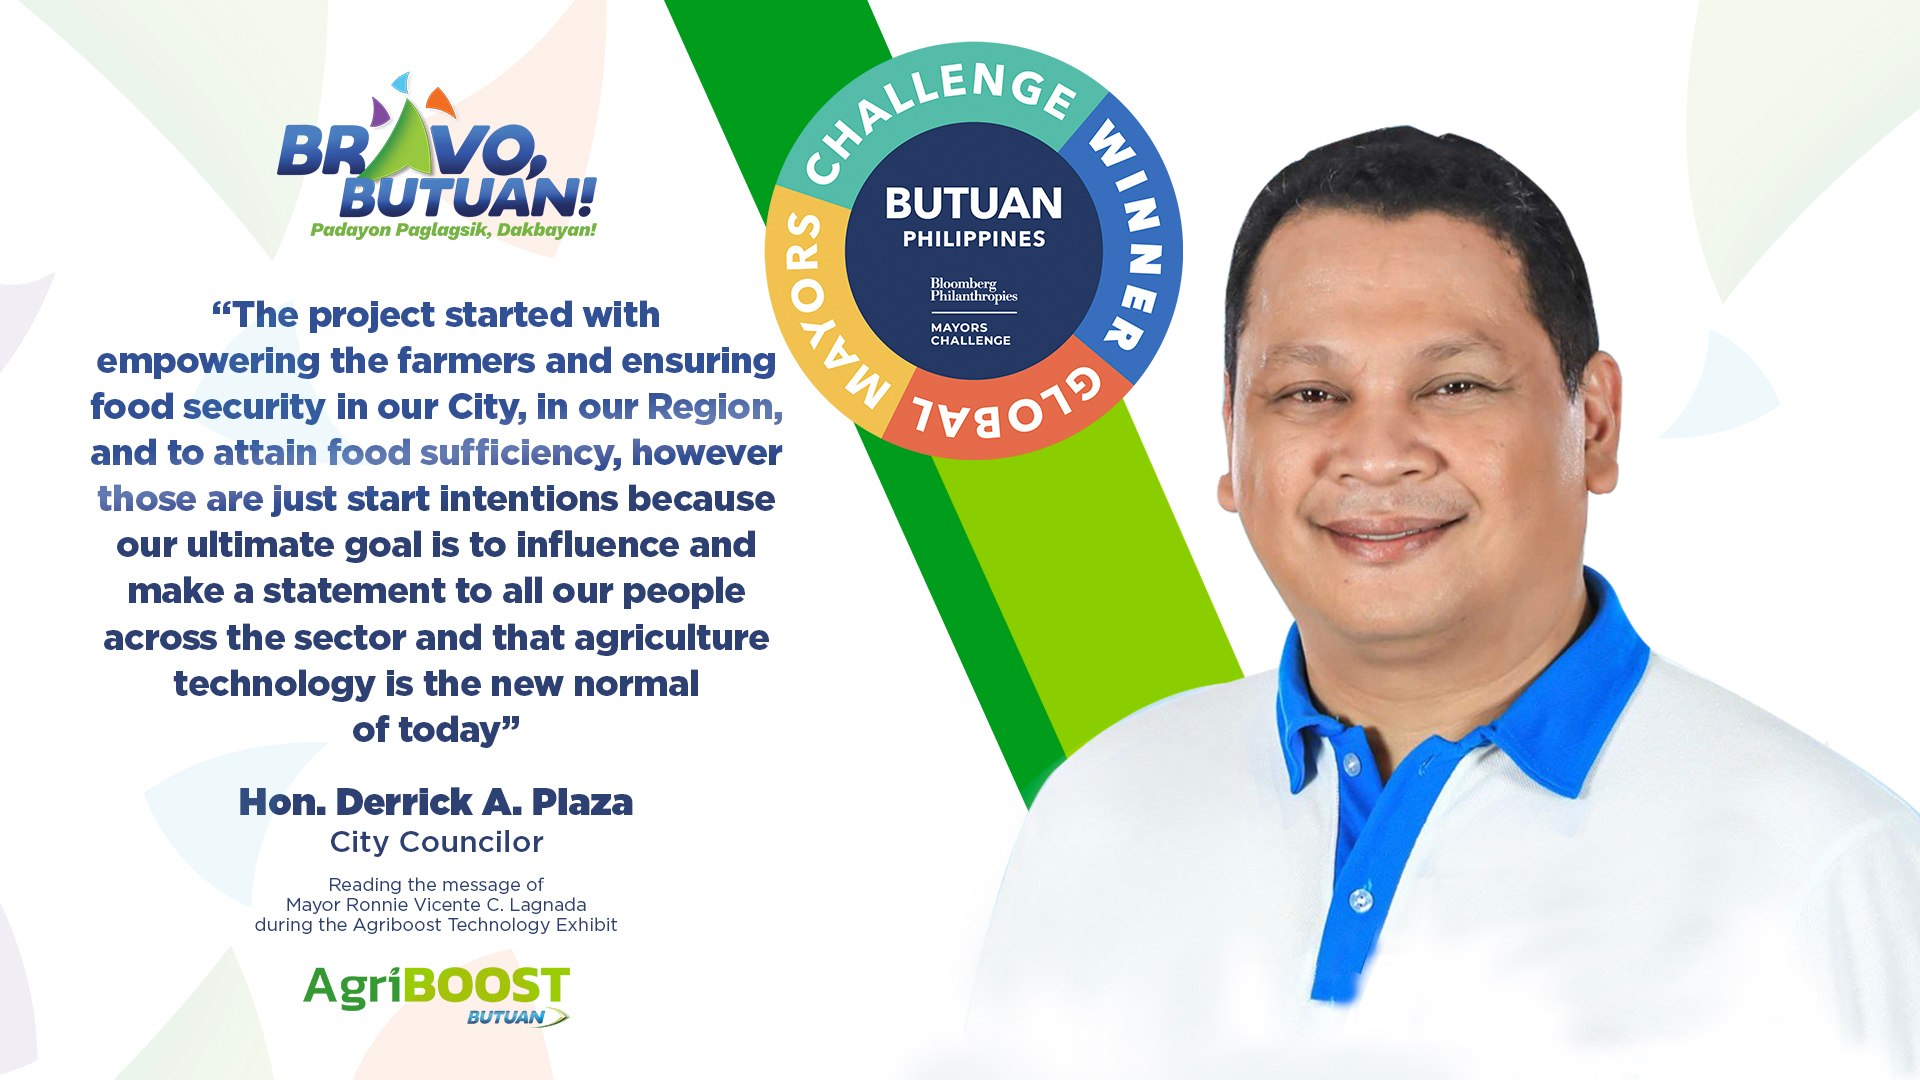 BRAVO,
BUTUAN!
Padayon Paglagsik, Dakbayan!
“The project started with
empowering the farmers and ensuring
food security in our City, in our Region,
and to attain food sufficiency, however
those are just start intentions because
our ultimate goal is to influence and
make a statement to all our people
across the sector and that agriculture
technology is the new normal
of today”
Hon. Derrick A. Plaza
City Councilor
Reading the message of
Mayor Ronnie Vicente C. Lagnada
during the Agriboost Technology Exhibit
AgriBOOST
BUTUAN
GLOBAL MAYORS CHALLENGE WINNER
BUTUAN
PHILIPPINES
Bloomberg
Philanthropies
MAYORS
CHALLENGE